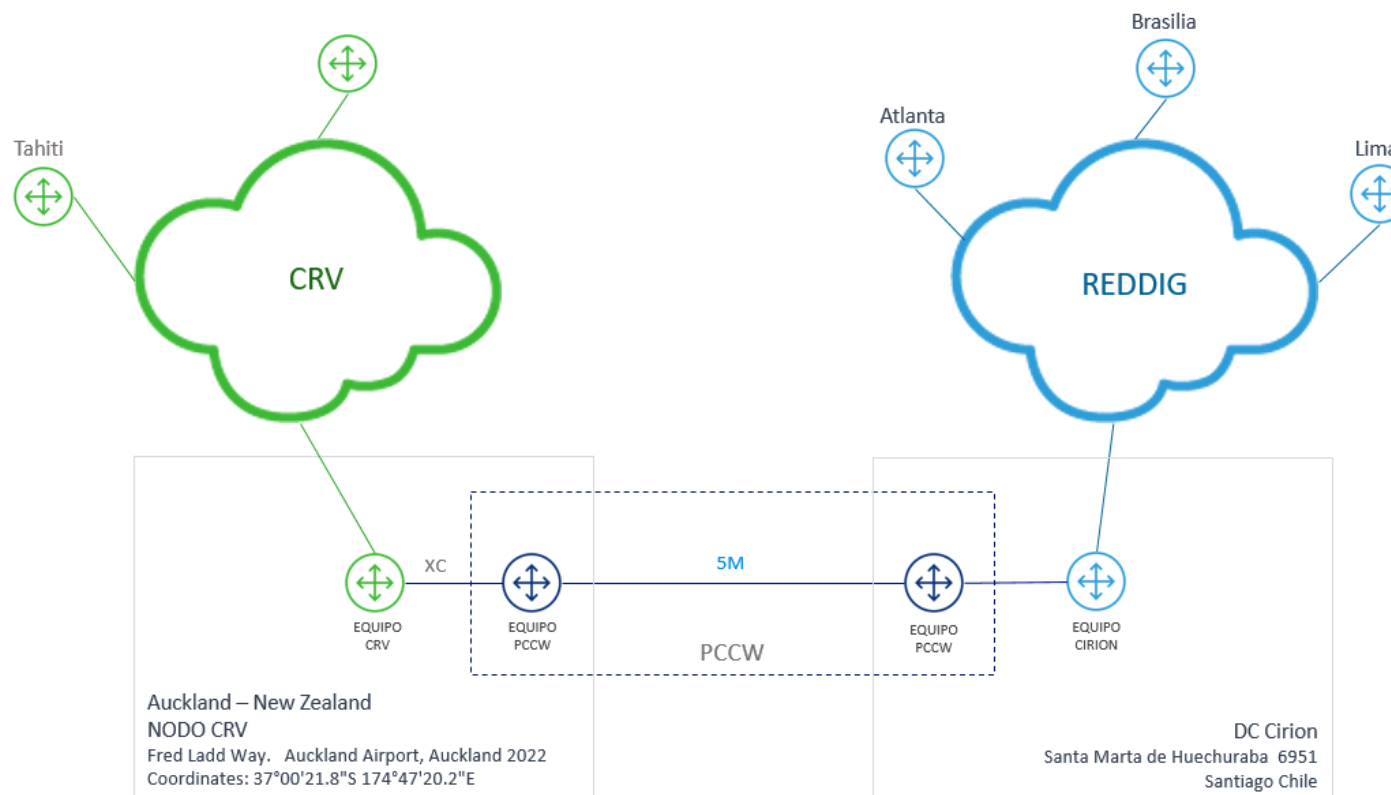 Brasilia
Atlanta
Tahiti
Lima
CRV
REDDIG
XC
5M
EQUIPO
CRV
EQUIPO
PCCW
EQUIPO
PCCW
EQUIPO
CIRION
PCCW
Auckland – New Zealand
NODO CRV
Fred Ladd Way.   Auckland Airport, Auckland 2022
Coordinates: 37°00'21.8"S 174°47'20.2"E
DC Cirion
Santa Marta de Huechuraba  6951
Santiago Chile